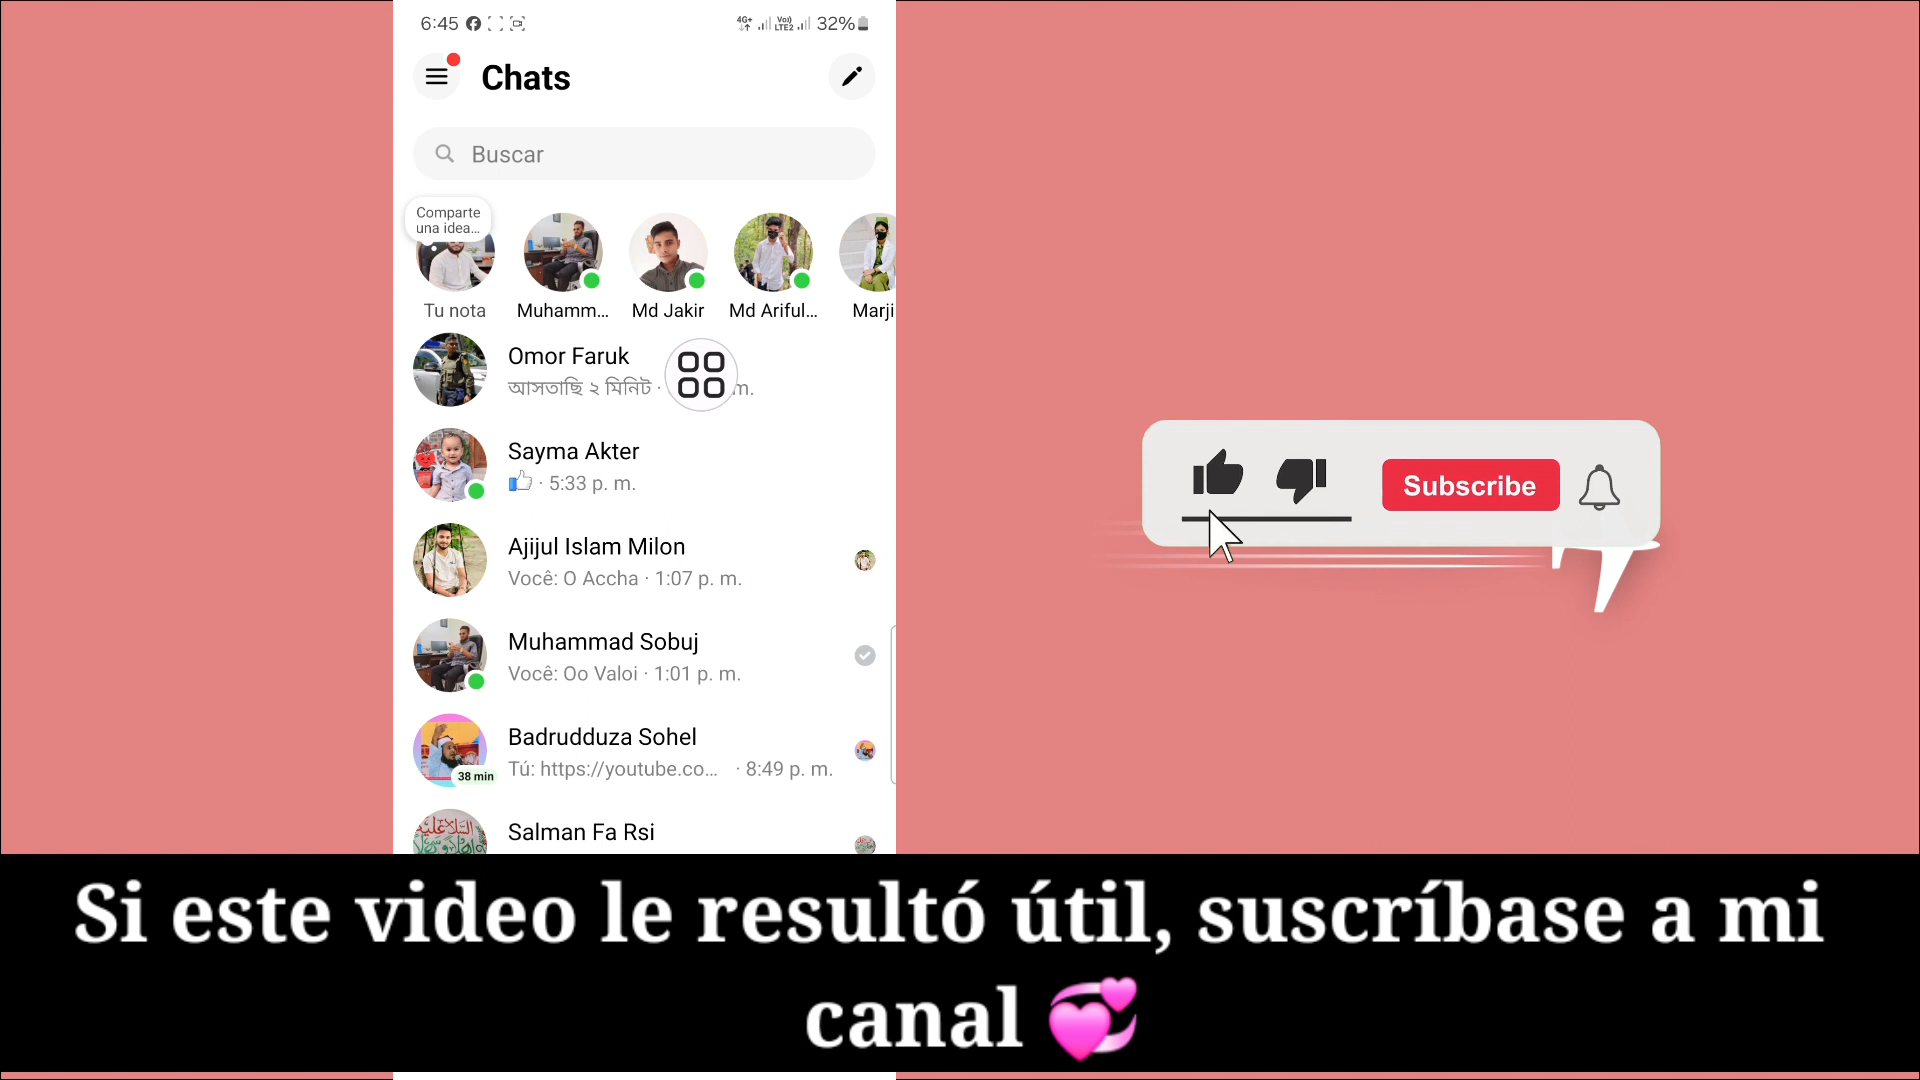 6:45
4G+
Vo))
LTE2
32%
Chats
Buscar
Comparte
una idea...
Tu nota
Muhamm...
Md Jakir
Md Ariful...
Marji
Omor Faruk
আসতাছি ২ মিনিট · m.
Sayma Akter
· 5:33 p. m.
Ajijul Islam Milon
Você: O Accha · 1:07 p. m.
Muhammad Sobuj
Você: Oo Valoi · 1:01 p. m.
Badrudduza Sohel
Tú: https://youtube.co... · 8:49 p. m.
38 min
Salman Fa Rsi
Subscribe
Si este video le resultó útil, suscríbase a mi
canal 💞